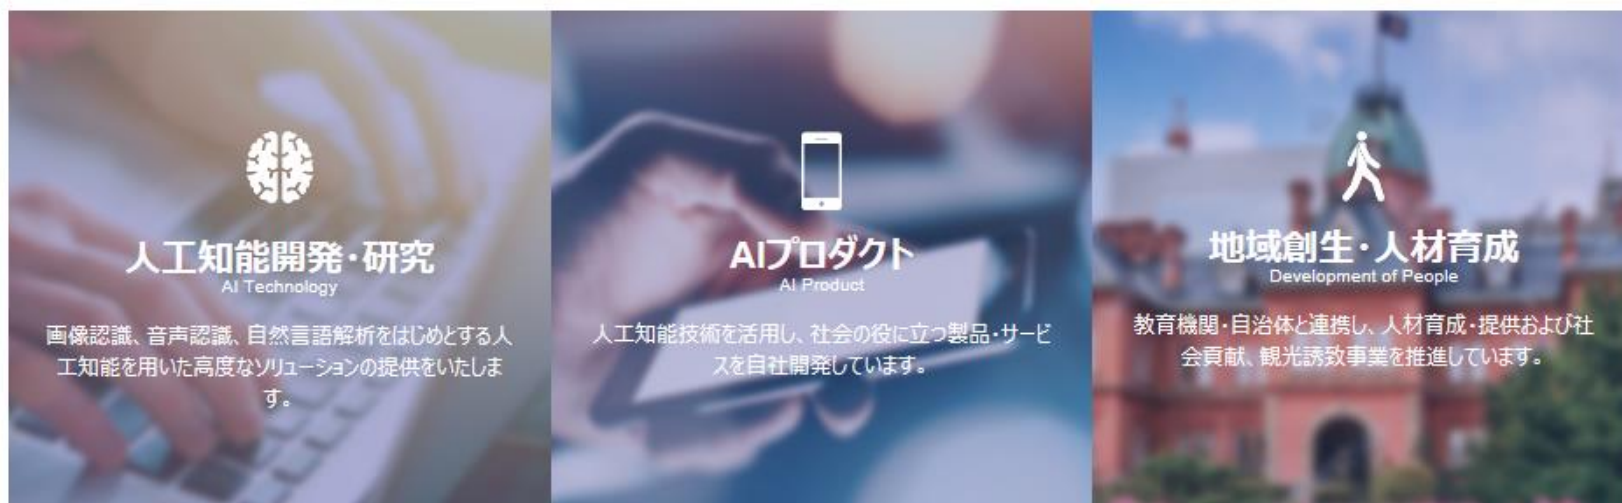 人工知能開発・研究
AI Technology
画像認識、音声認識、自然言語解析をはじめとする人
工知能を用いた高度なソリューションの提供をいたしま
す。
AIプロダクト
AI Product
人工知能技術を活用し、社会の役に立つ製品・サービ
スを自社開発しています。
地域創生・人材育成
Development of People
教育機関・自治体と連携し、人材育成・提供および社
会貢献、観光誘致事業を推進しています。